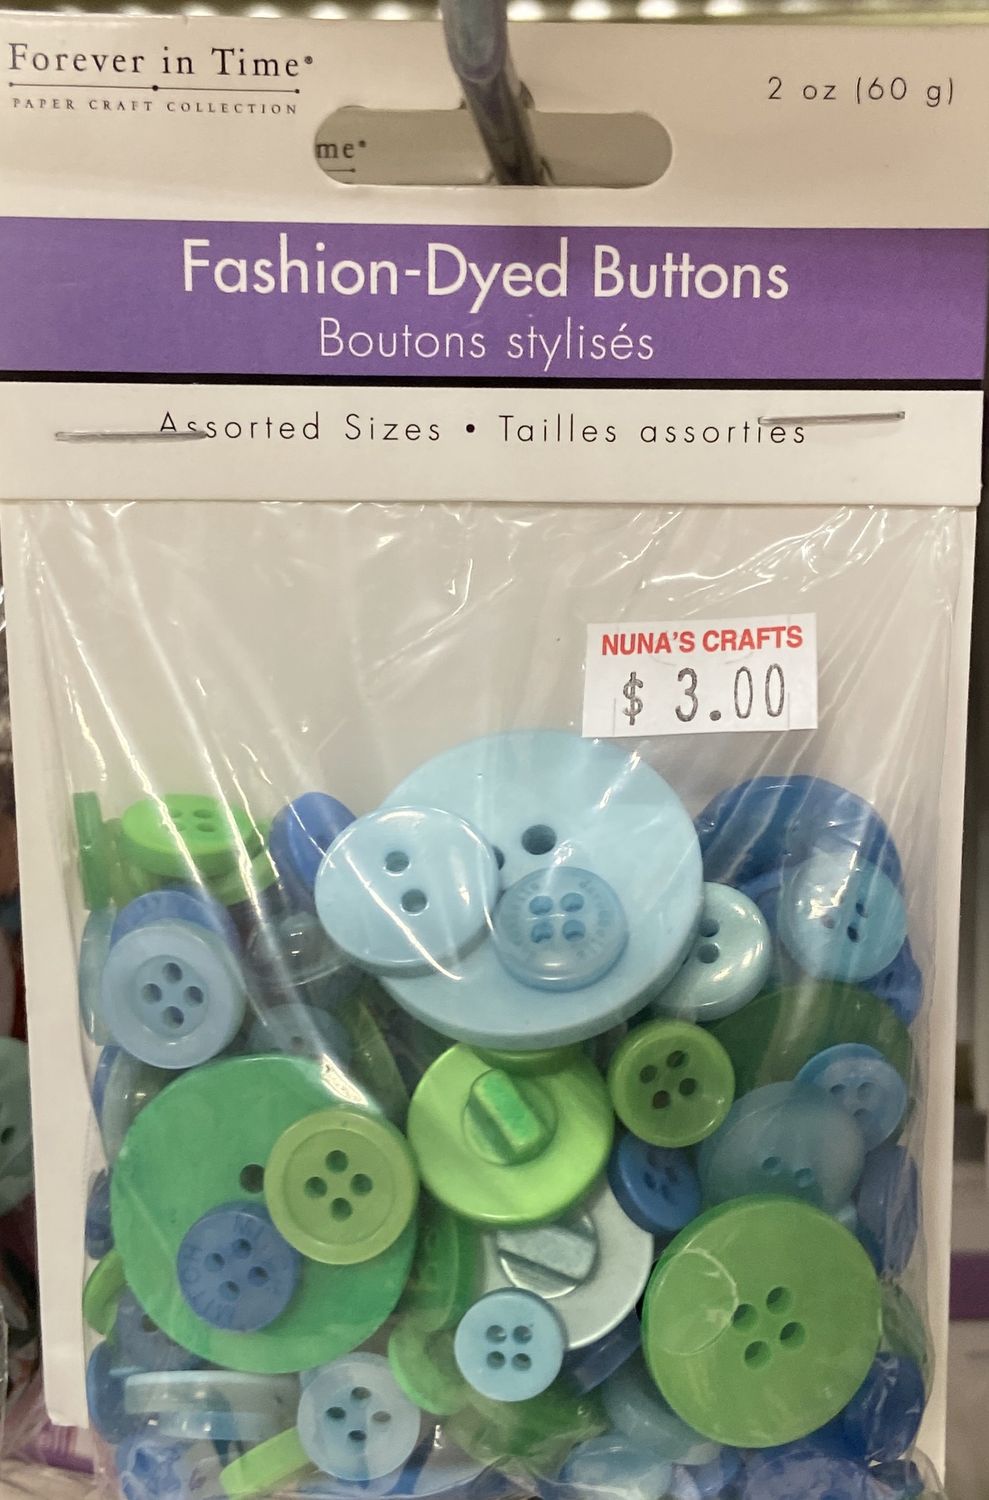 Forever in Time®
PAPER CRAFT COLLECTION
2 oz (60 g)
me®
Fashion-Dyed Buttons
Boutons stylisés
Assorted Sizes • Tailles assorties
NUNA'S CRAFTS
$ 3.00